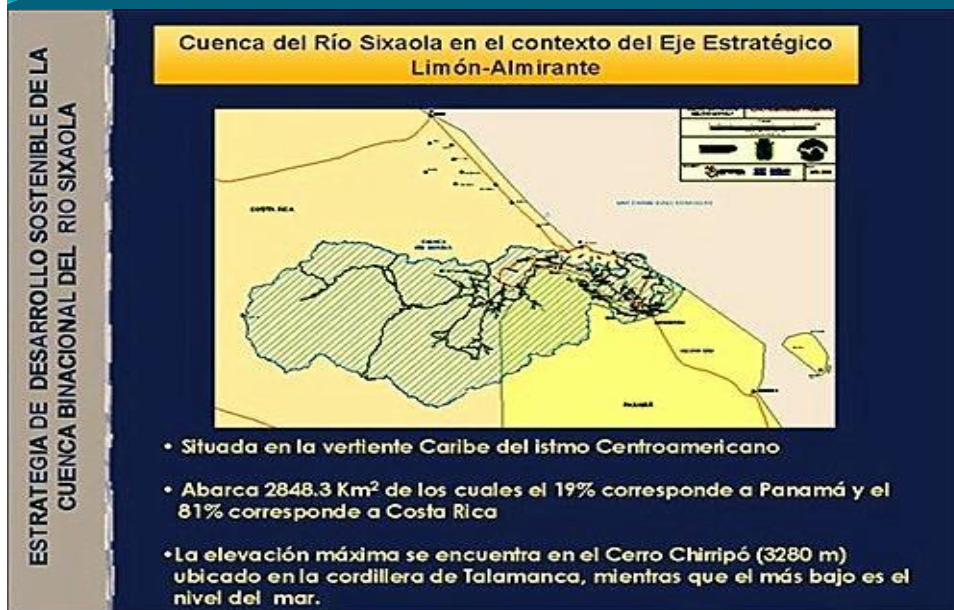 ESTRATEGIA DE DESARROLLO SOSTENIBLE DE LA
CUENCA BINACIONAL DEL RIO SIXAOLA
Cuenca del Río Sixaola en el contexto del Eje Estratégico
Limón-Almirante
COSTA RICA
CUENCA
PANAMÁ
• Situada en la vertiente Caribe del istmo Centroamericano
• Abarca 2848.3 Km² de los cuales el 19% corresponde a Panamá y el
81% corresponde a Costa Rica
•La elevación máxima se encuentra en el Cerro Chirripó (3280 m)
ubicado en la cordillera de Talamanca, mientras que el más bajo es el
nivel del mar.